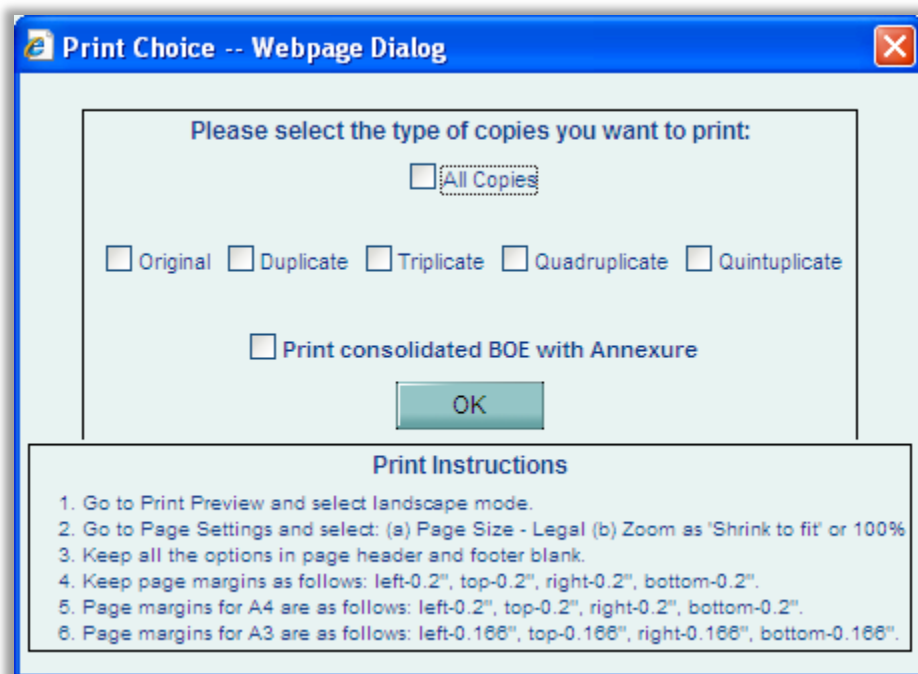 Print Choice -- Webpage Dialog
Please select the type of copies you want to print:
All Copies
Original Duplicate Triplicate Quadruplicate Quintuplicate
Print consolidated BOE with Annexure
OK
Print Instructions
1. Go to Print Preview and select landscape mode.
2. Go to Page Settings and select: (a) Page Size - Legal (b) Zoom as 'Shrink to fit' or 100%
3. Keep all the options in page header and footer blank.
4. Keep page margins as follows: left-0.2", top-0.2", right-0.2", bottom-0.2".
5. Page margins for A4 are as follows: left-0.2", top-0.2", right-0.2", bottom-0.2".
6. Page margins for A3 are as follows: left-0.166", top-0.166", right-0.166", bottom-0.166".